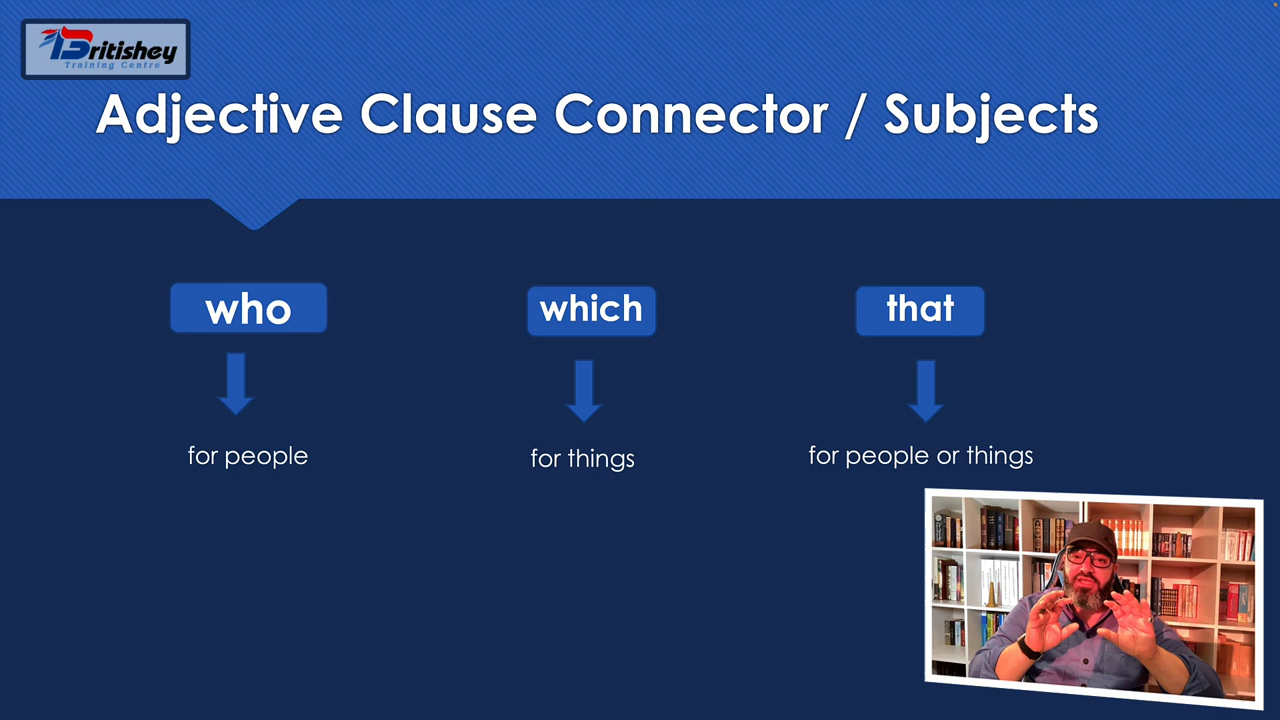 Britishey
Training Centre
Adjective Clause Connector / Subjects
who
which
that
for people
for things
for people or things